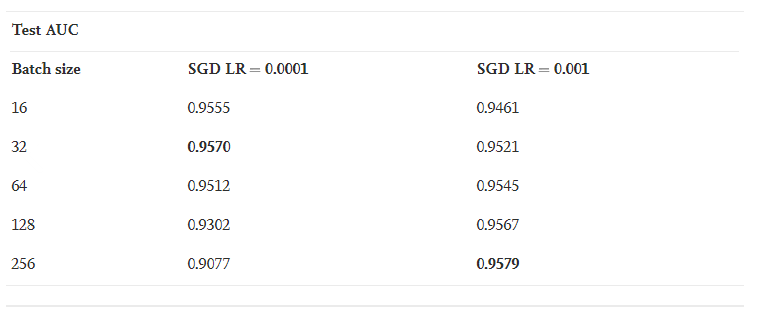 Test AUC
Batch size SGD LR = 0.0001 SGD LR = 0.001
16 0.9555 0.9461
32 0.9570 0.9521
64 0.9512 0.9545
128 0.9302 0.9567
256 0.9077 0.9579